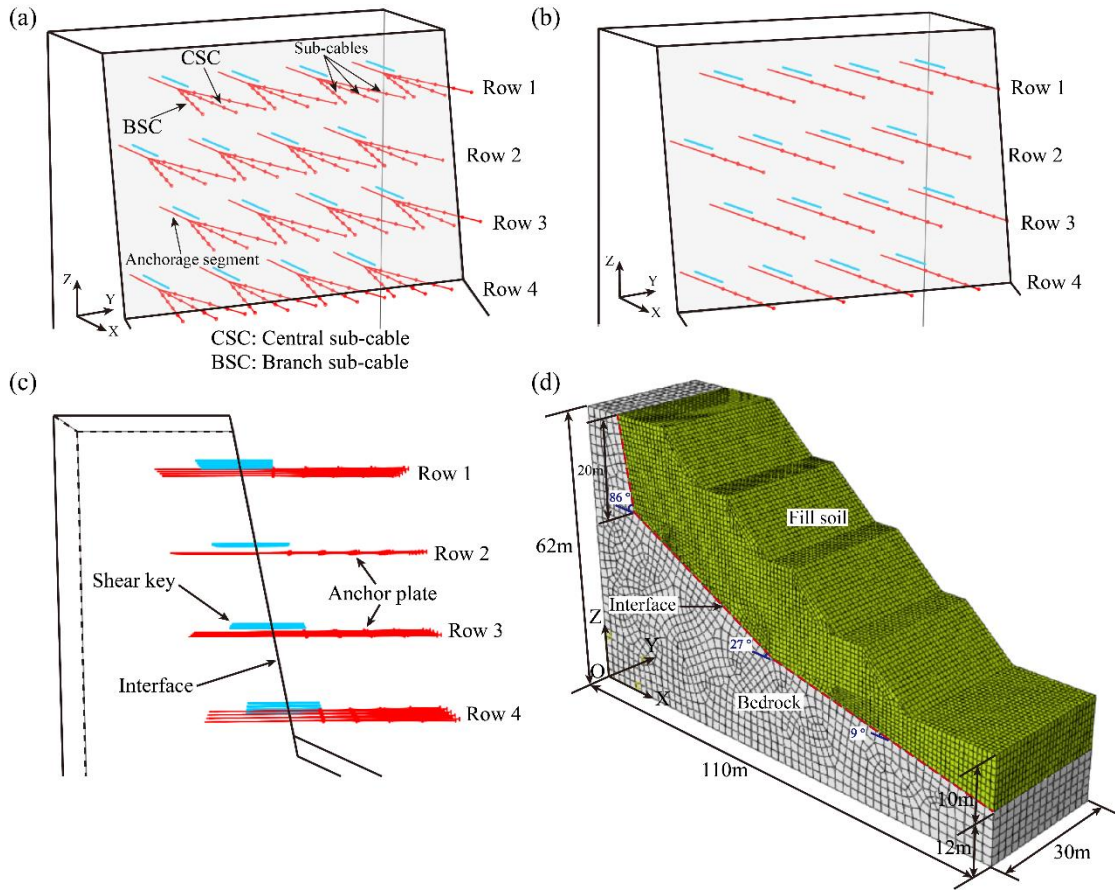 (a)
Sub-cables
CSC
BSC
Row 1
Row 2
Row 3
Anchorage segment
Row 4
Z
Y
X
CSC: Central sub-cable
BSC: Branch sub-cable
(b)
Row 1
Row 2
Row 3
Row 4
Z
Y
X
(c)
Row 1
Row 2
Shear key
Anchor plate
Row 3
Interface
Row 4
(d)
20m
86°
Fill soil
62m
Interface
Z
Y
O
X
27°
Bedrock
9°
110m
10m
12m
30m